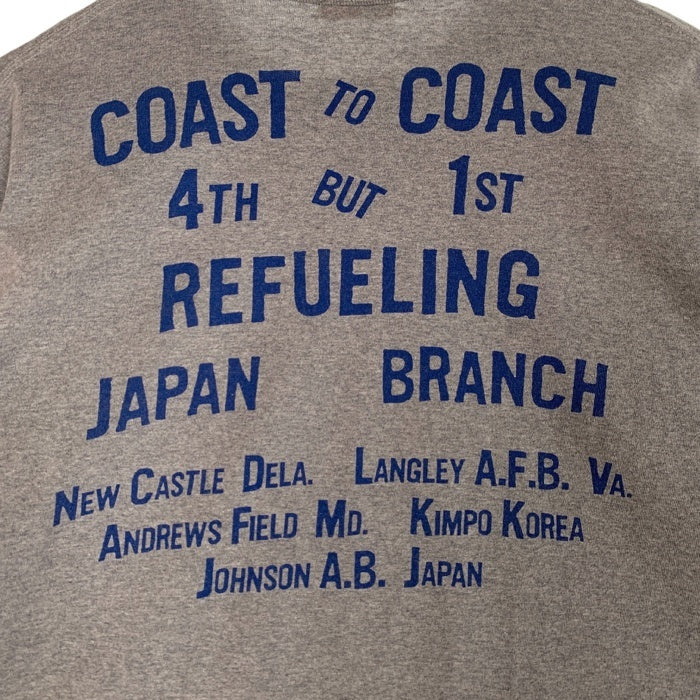 COAST TO COAST
4TH BUT 1ST
REFUELING
JAPAN BRANCH
NEW CASTLE DELA. LANGLEY A.F.B. VA.
ANDREWS FIELD MD. KIMPO KOREA
JOHNSON A.B. JAPAN